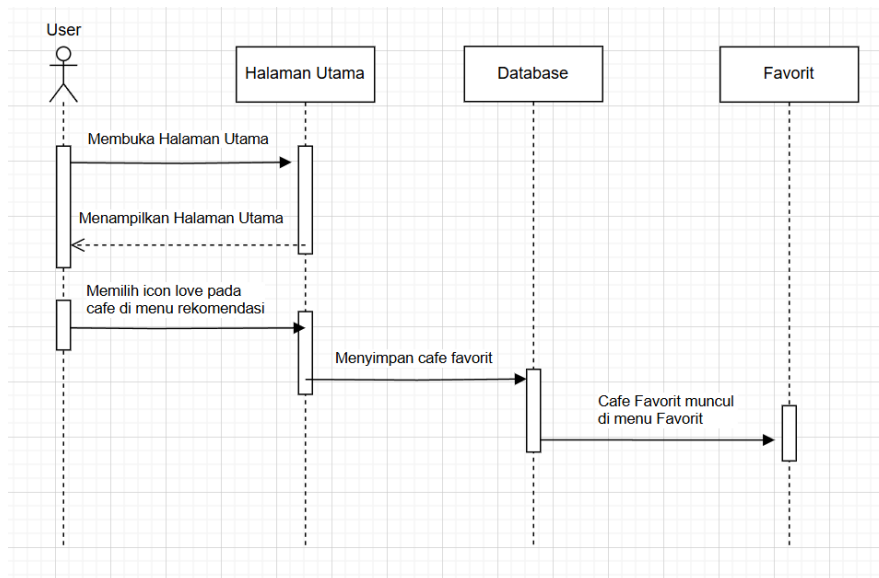 User
Halaman Utama
Database
Favorit
Membuka Halaman Utama
Menampilkan Halaman Utama
Memilih icon love pada
cafe di menu rekomendasi
Menyimpan cafe favorit
Cafe Favorit muncul
di menu Favorit